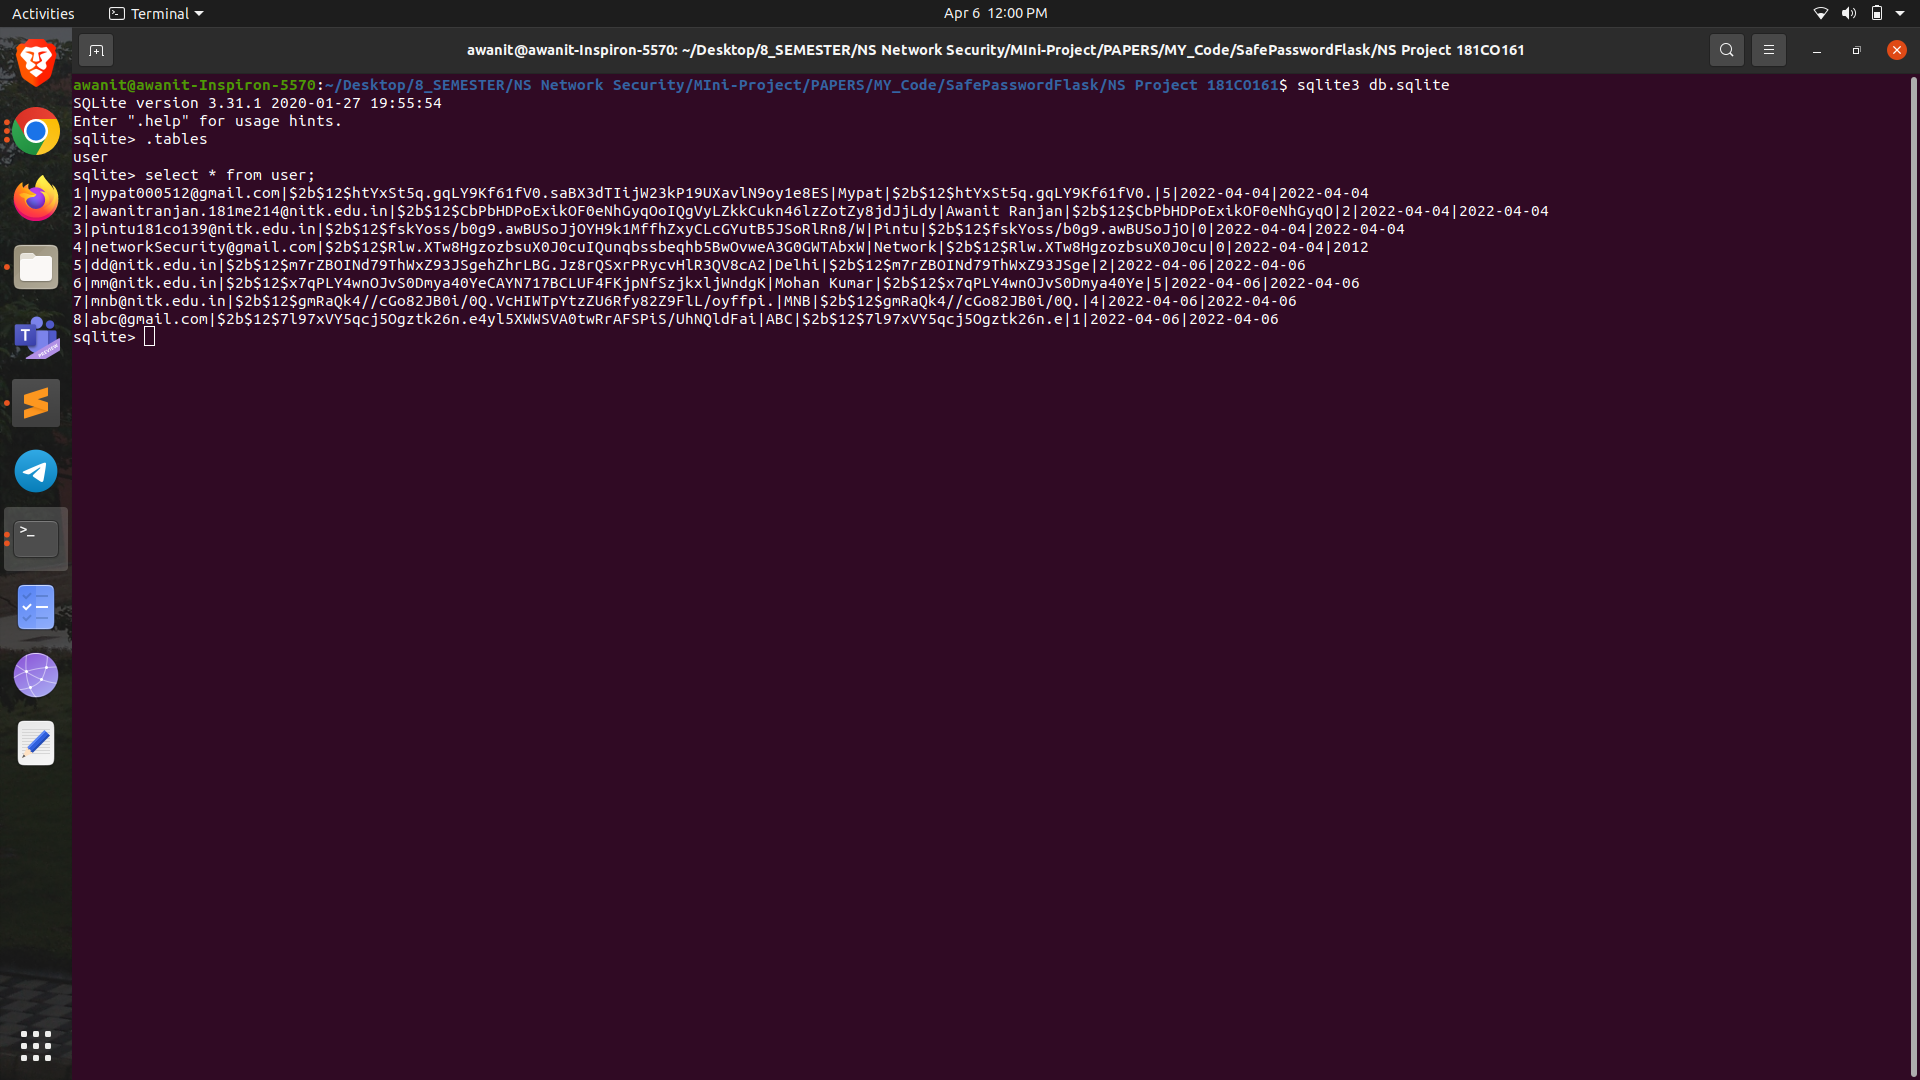 Activities
Terminal
Apr 6 12:00 PM
awanit@awanit-Inspiron-5570: ~/Desktop/8_SEMESTER/NS Network Security/MIni-Project/PAPERS/MY_Code/SafePasswordFlask/NS Project 181CO161
awanit@awanit-Inspiron-5570:~/Desktop/8_SEMESTER/NS Network Security/MIni-Project/PAPERS/MY_Code/SafePasswordFlask/NS Project 181CO161$ sqlite3 db.sqlite
SQLite version 3.31.1 2020-01-27 19:55:54
Enter ".help" for usage hints.
sqlite> .tables
user
sqlite> select * from user;
1|mypat000512@gmail.com|$2b$12$htYxSt5q.gqLY9Kf61fV0.saBX3dTIijW23kP19UXavlN9oy1e8ES|Mypat|$2b$12$htYxSt5q.gqLY9Kf61fV0.|5|2022-04-04|2022-04-04
2|awanitranjan.181me214@nitk.edu.in|$2b$12$CbPbHDPoExikOF0eNhGyqOoIQgVyLZkkCukn46lzZotZy8jdJjLdy|Awanit Ranjan|$2b$12$CbPbHDPoExikOF0eNhGyqO|2|2022-04-04|2022-04-04
3|pintu181co139@nitk.edu.in|$2b$12$fskYoss/b0g9.awBUSoJjOYH9k1MffhZxyCLcGYutB5JSoRlRn8/W|Pintu|$2b$12$fskYoss/b0g9.awBUSoJjO|0|2022-04-04|2022-04-04
4|networkSecurity@gmail.com|$2b$12$Rlw.XTw8HgzozbsuX0J0cuIQunqbssbeqhb5BwOvweA3G0GWTAbxW|Network|$2b$12$Rlw.XTw8HgzozbsuX0J0cu|0|2022-04-04|2012
5|dd@nitk.edu.in|$2b$12$m7rZBOINd79ThWxZ93JSgehZhrLBG.Jz8rQSxrPRycvHlR3QV8cA2|Delhi|$2b$12$m7rZBOINd79ThWxZ93JSge|2|2022-04-06|2022-04-06
6|mm@nitk.edu.in|$2b$12$x7qPLY4wnOJvS0Dmya40YeCAYN717BCLUF4FKjpNfSzjkxljWndgK|Mohan Kumar|$2b$12$x7qPLY4wnOJvS0Dmya40Ye|5|2022-04-06|2022-04-06
7|mnb@nitk.edu.in|$2b$12$gmRaQk4//cGo82JB0i/0Q.VcHIWTpYtzZU6Rfy82Z9FlL/oyffpi.|MNB|$2b$12$gmRaQk4//cGo82JB0i/0Q.|4|2022-04-06|2022-04-06
8|abc@gmail.com|$2b$12$7l97xVY5qcj5Ogztk26n.e4yl5XWWSVA0twRrAFSPiS/UhNQldFai|ABC|$2b$12$7l97xVY5qcj5Ogztk26n.e|1|2022-04-06|2022-04-06
sqlite>